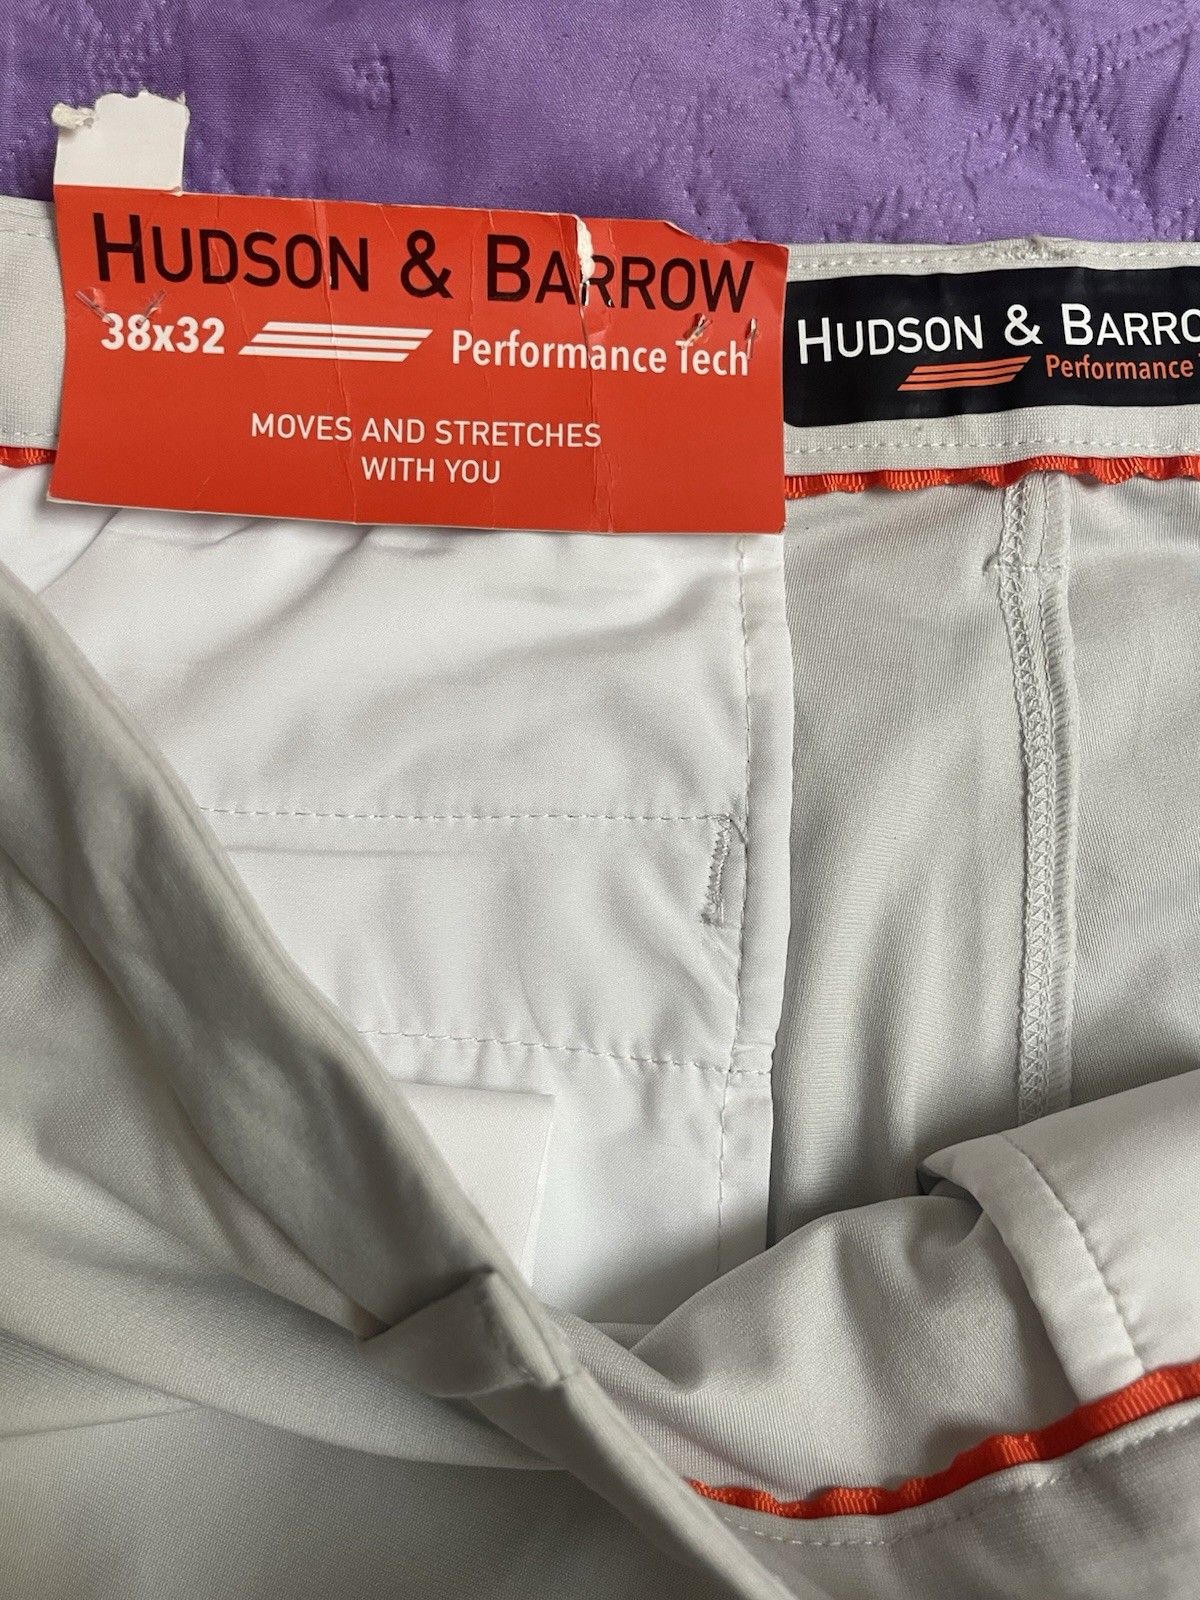 HUDSON & BARROW
38x32 Performance Tech
MOVES AND STRETCHES
WITH YOU
HUDSON & BARRO
Performance